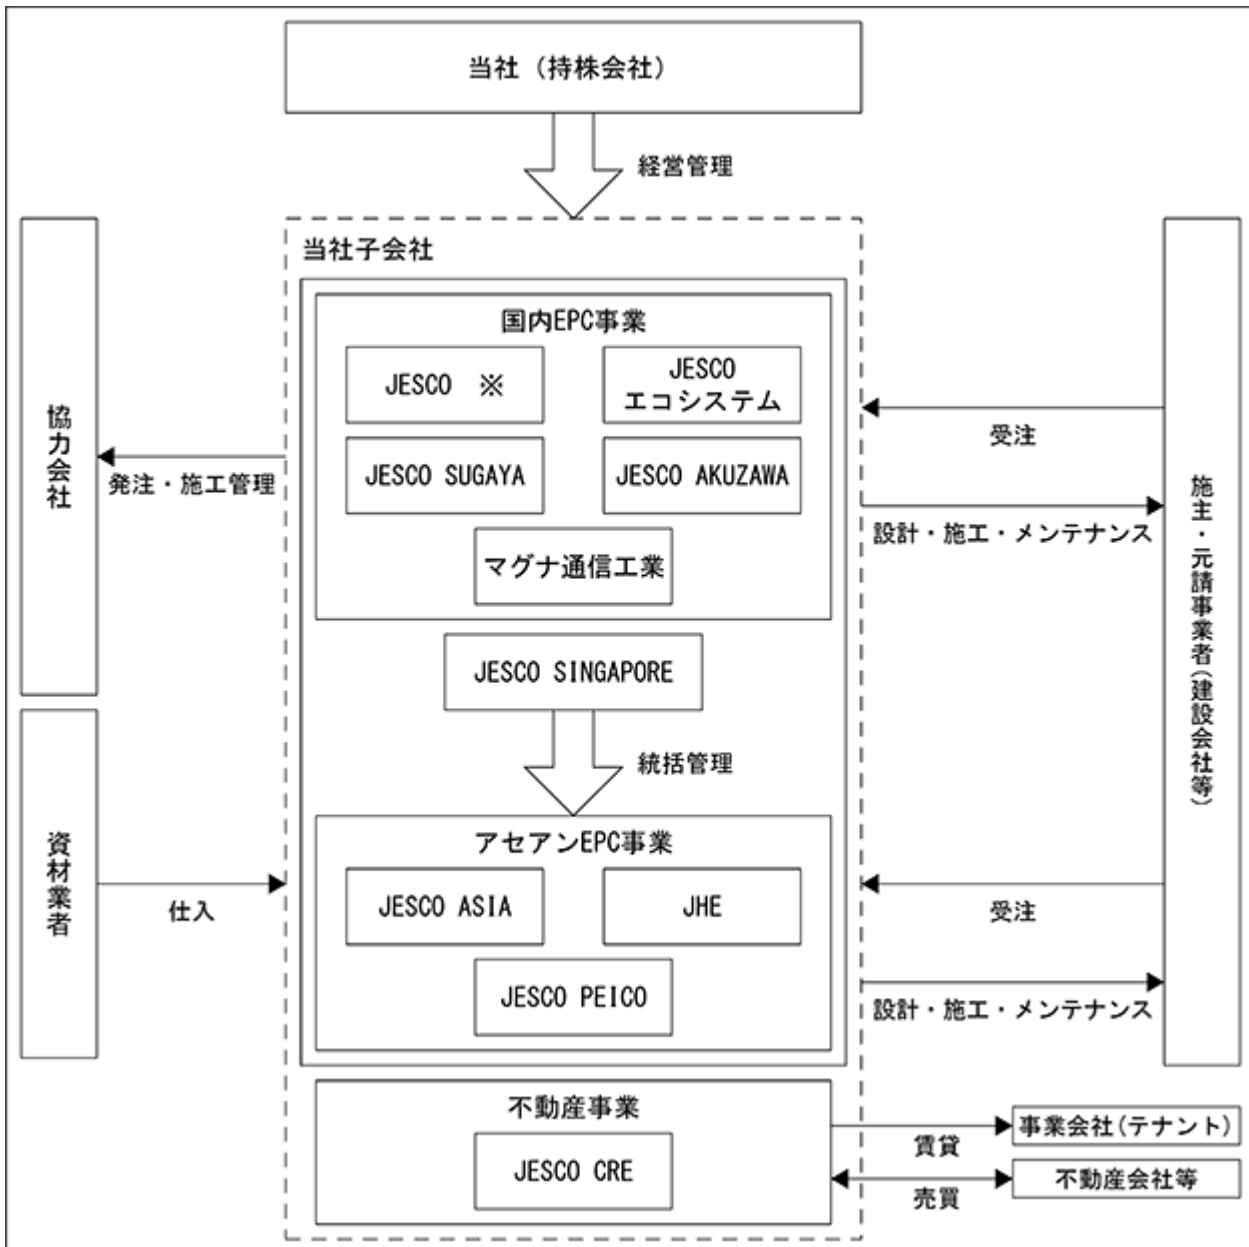 当社（持株会社）
経営管理
当社子会社
国内EPC事業
JESCO ※
JESCO
エコシステム
JESCO SUGAYA
JESCO AKUZAWA
マグナ通信工業
JESCO SINGAPORE
統括管理
アセアンEPC事業
JESCO ASIA
JHE
JESCO PEICO
不動産事業
JESCO CRE
協力会社
発注・施工管理
資材業者
仕入
受注
設計・施工・メンテナンス
受注
設計・施工・メンテナンス
施主・元請事業者(建設会社等)
賃貸
事業会社(テナント)
売買
不動産会社等